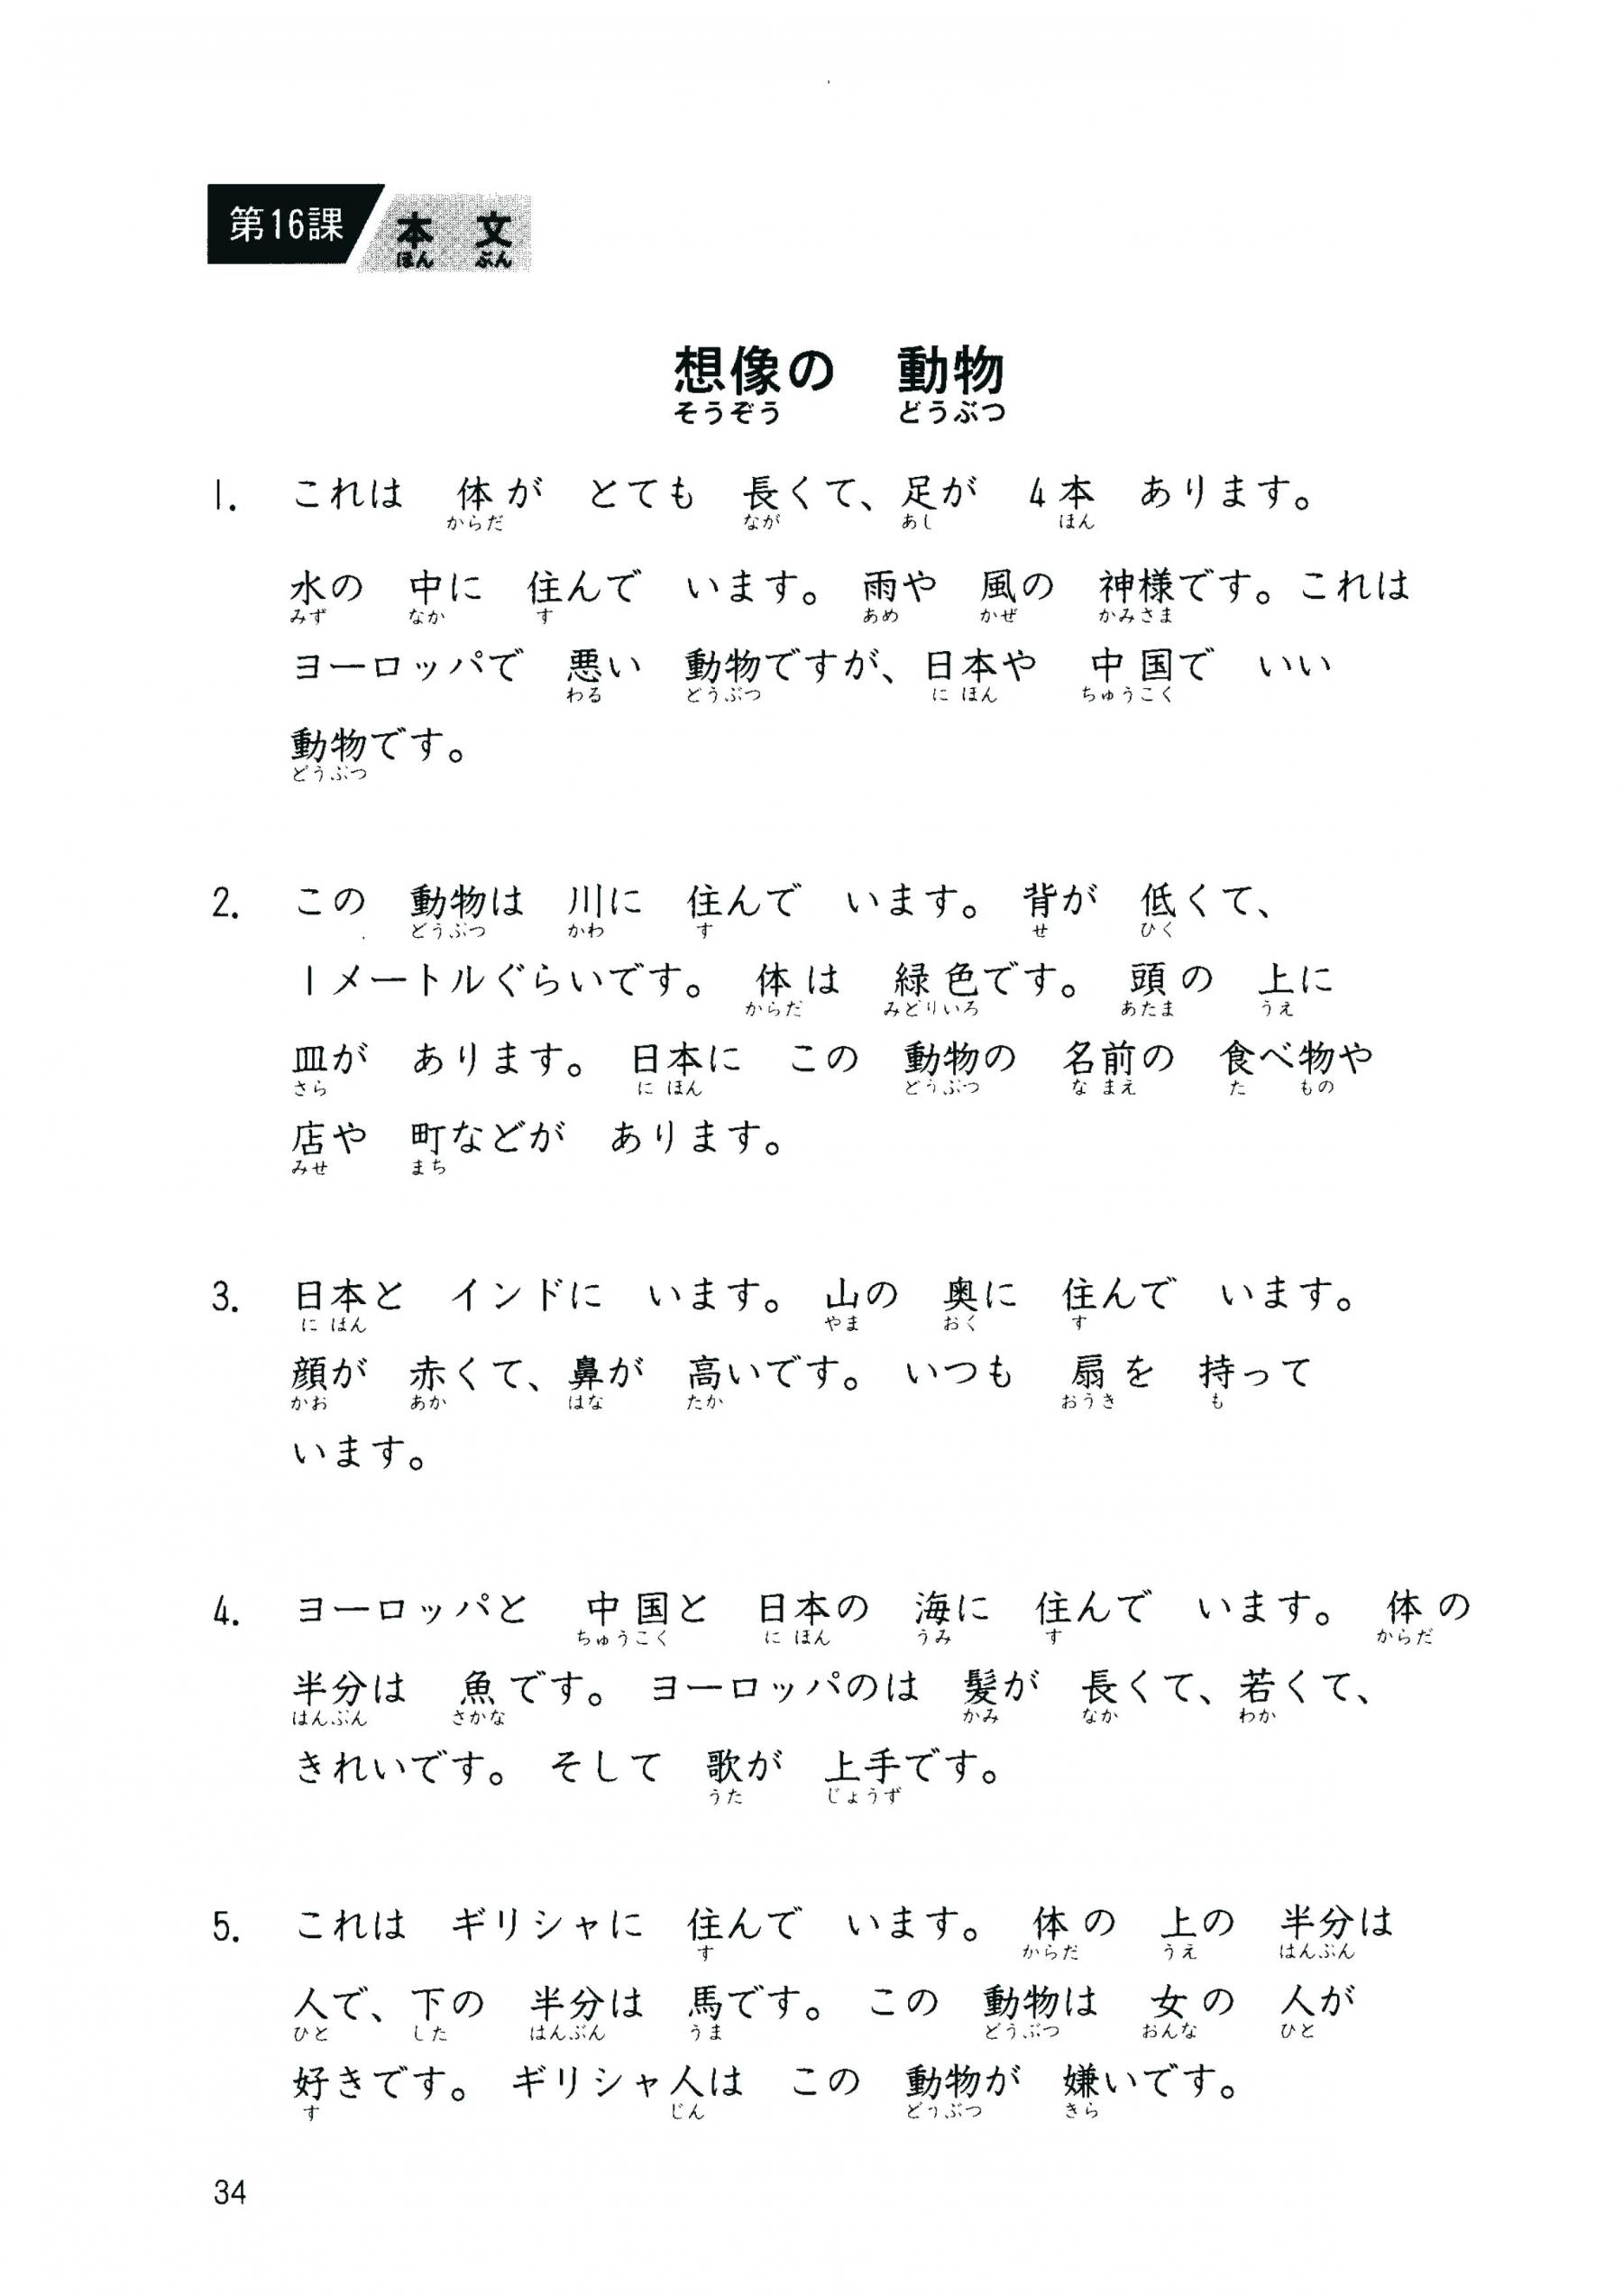 第16課 本文
ほん ぶん
想像の 動物
そうぞう どうぶつ
1. これは 体が とても 長くて、足が 4本 あります。
からだ なが あし ほん
水の 中に 住んで います。雨や 風の 神様です。これは
みず なか す あめ かぜ かみさま
ヨーロッパで 悪い 動物ですが、日本や 中国で いい
わる どうぶつ に ほん ちゅうごく
動物です。
どうぶつ
2. この 動物は 川に 住んで います。背が 低くて、
どうぶつ かわ す せ ひく
1メートルぐらいです。体は 緑色です。頭の 上に
からだ みどりいろ あたま うえ
皿が あります。日本に この 動物の 名前の 食べ物や
さら に ほん どうぶつ な まえ た もの
店や 町などが あります。
みせ まち
3. 日本と インドに います。山の 奥に 住んで います。
に ほん やま おく す
顔が 赤くて、鼻が 高いです。いつも 扇を 持って
かお あか はな たか おうぎ も
います。
4. ヨーロッパと 中国と 日本の 海に 住んで います。体の
ちゅうごく に ほん うみ す からだ
半分は 魚です。ヨーロッパのは 髪が 長くて、若くて、
はんぶん さかな かみ なが わか
きれいです。そして 歌が 上手です。
うた じょうず
5. これは ギリシャに 住んで います。体の 上の 半分は
す からだ うえ はんぶん
人で、下の 半分は 馬です。この 動物は 女の 人が
ひと した はんぶん うま どうぶつ おんな ひと
好きです。ギリシャ人は この 動物が 嫌いです。
す じん どうぶつ きら
34